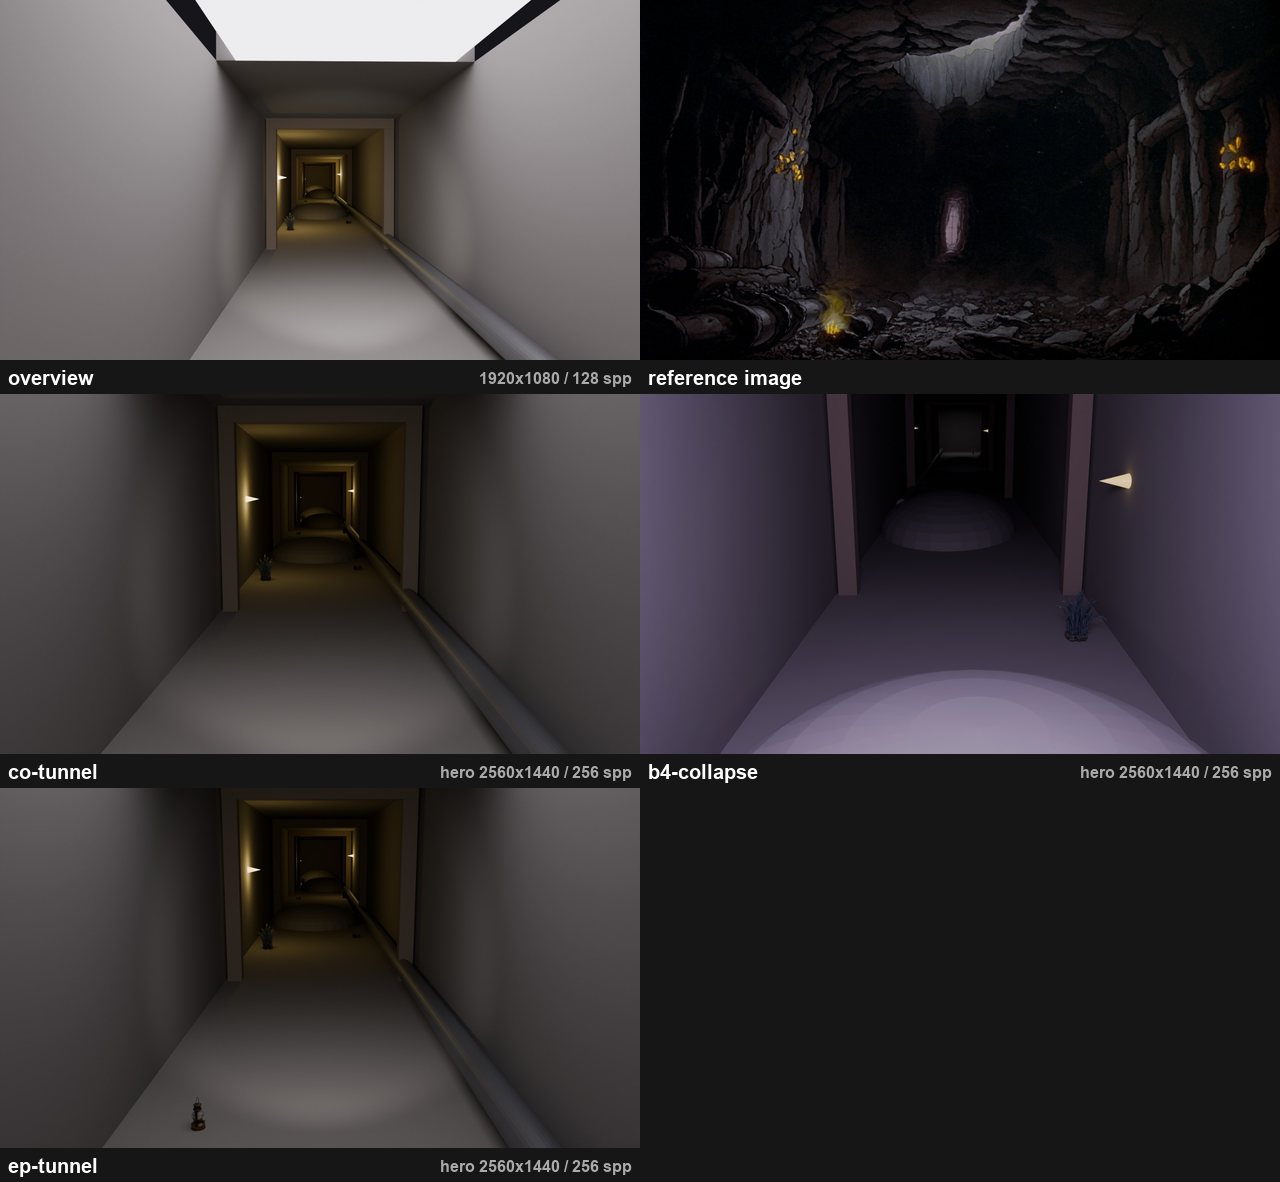 overview
1920x1080 / 128 spp
reference image
co-tunnel
hero 2560x1440 / 256 spp
b4-collapse
hero 2560x1440 / 256 spp
ep-tunnel
hero 2560x1440 / 256 spp